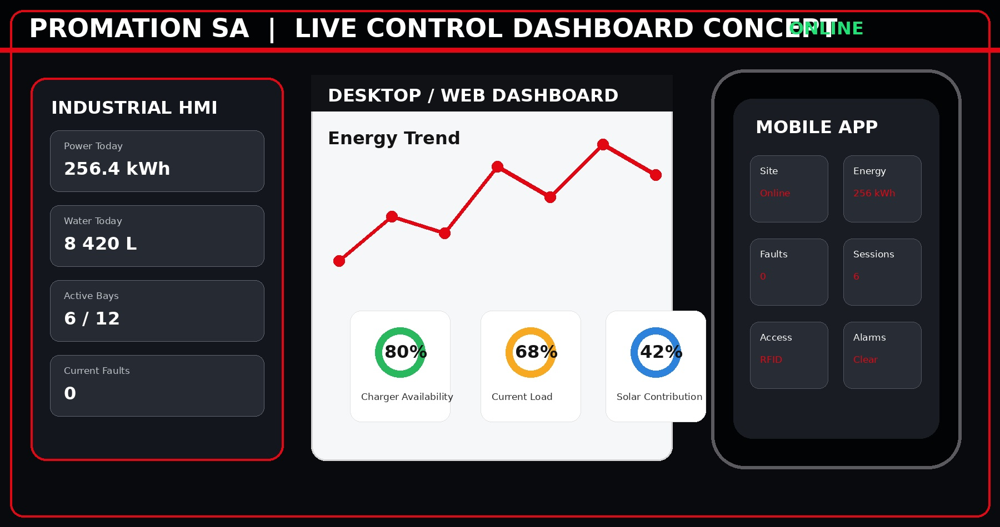 PROMATION SA | LIVE CONTROL DASHBOARD CONCEPT
ONLINE
INDUSTRIAL HMI
Power Today
256.4 kWh
Water Today
8 420 L
Active Bays
6 / 12
Current Faults
0
DESKTOP / WEB DASHBOARD
Energy Trend
80%
Charger Availability
68%
Current Load
42%
Solar Contribution
MOBILE APP
Site
Online
Energy
256 kWh
Faults
0
Sessions
6
Access
RFID
Alarms
Clear